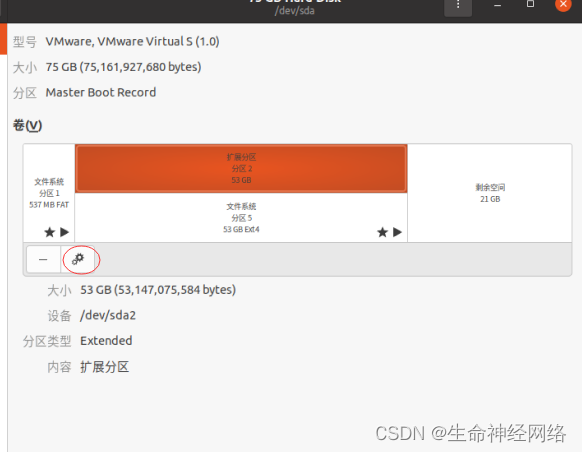 75 GB Hard Disk
/dev/sda
型号 VMware, VMware Virtual S (1.0)
大小 75 GB (75,161,927,680 bytes)
分区 Master Boot Record
卷(V)
文件系统
分区 1
537 MB FAT
扩展分区
分区 2
53 GB
文件系统
分区 5
53 GB Ext4
剩余空间
21 GB
大小 53 GB (53,147,075,584 bytes)
设备 /dev/sda2
分区类型 Extended
内容 扩展分区
CSDN @生命神经网络